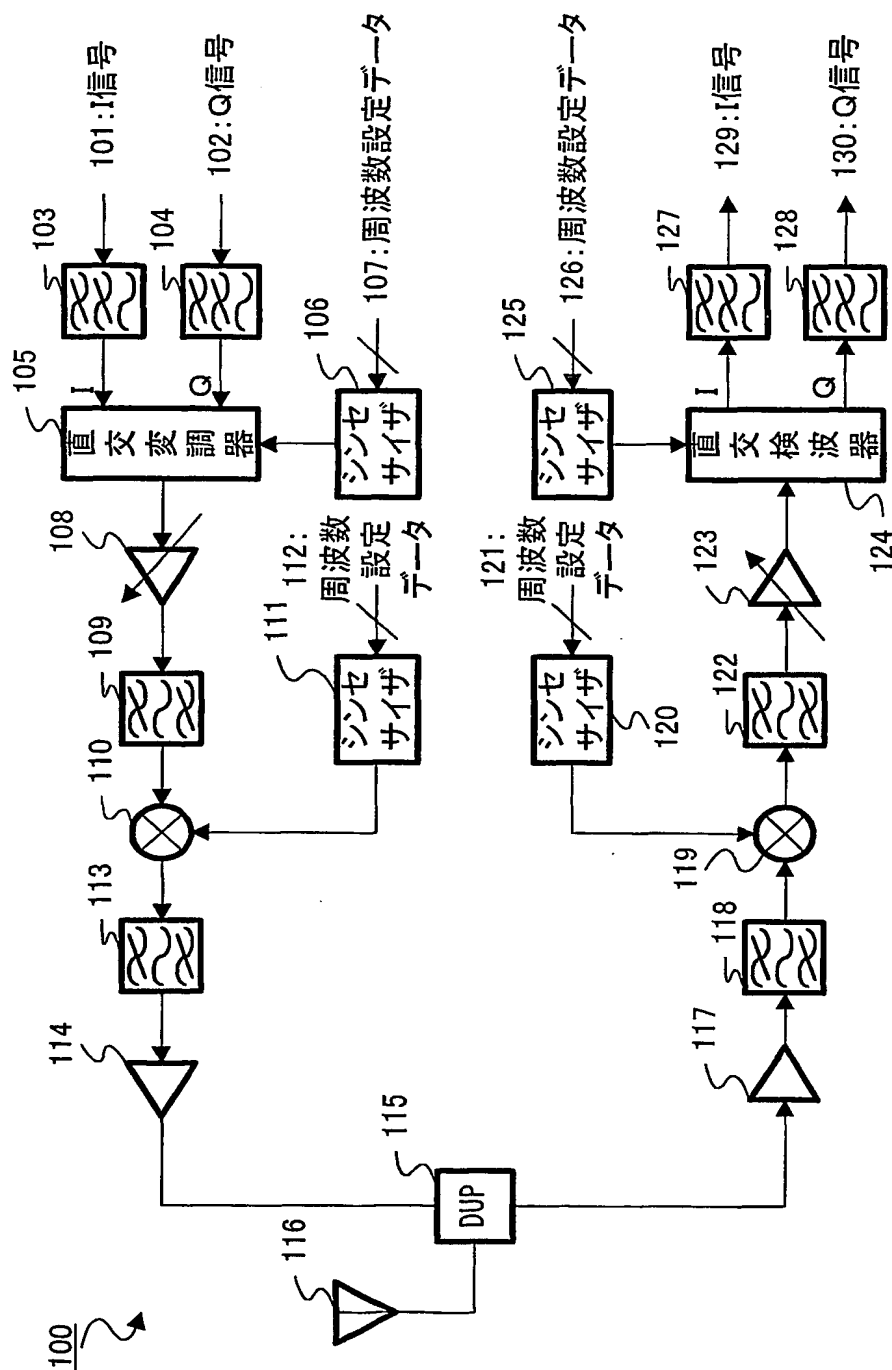 100
116
DUP
115
114
113
110
109
108
105
直交変調器
I
Q
103
104
101:I信号
102:Q信号
シンセ
サイザ
106
107:周波数設定データ
シンセ
サイザ
111
112:
周波数
設定
データ
117
118
119
シンセ
サイザ
120
121:
周波数
設定
データ
122
123
124
直交検波器
シンセ
サイザ
125
126:周波数設定データ
I
Q
127
128
129:I信号
130:Q信号